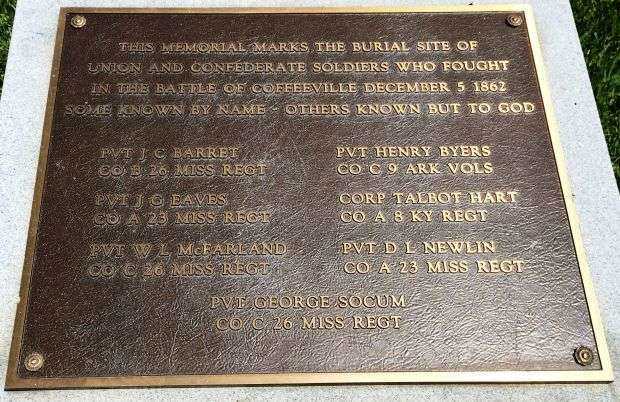 THIS MEMORIAL MARKS THE BURIAL SITE OF
UNION AND CONFEDERATE SOLDIERS WHO FOUGHT
IN THE BATTLE OF COFFEEVILLE DECEMBER 5 1862
SOME KNOWN BY NAME - OTHERS KNOWN BUT TO GOD
PVT J C BARRET
CO B 26 MISS REGT
PVT J G EAVES
CO A 23 MISS REGT
PVT W L McFARLAND
CO C 26 MISS REGT
PVT HENRY BYERS
CO C 9 ARK VOLS
CORP TALBOT HART
CO A 8 KY REGT
PVT D L NEWLIN
CO A 23 MISS REGT
PVT GEORGE SOCUM
CO C 26 MISS REGT